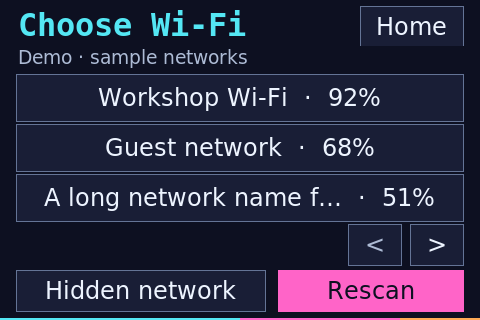 Choose Wi-Fi
Home
Demo · sample networks
Workshop Wi-Fi · 92%
Guest network · 68%
A long network name f... · 51%
< >
Hidden network
Rescan